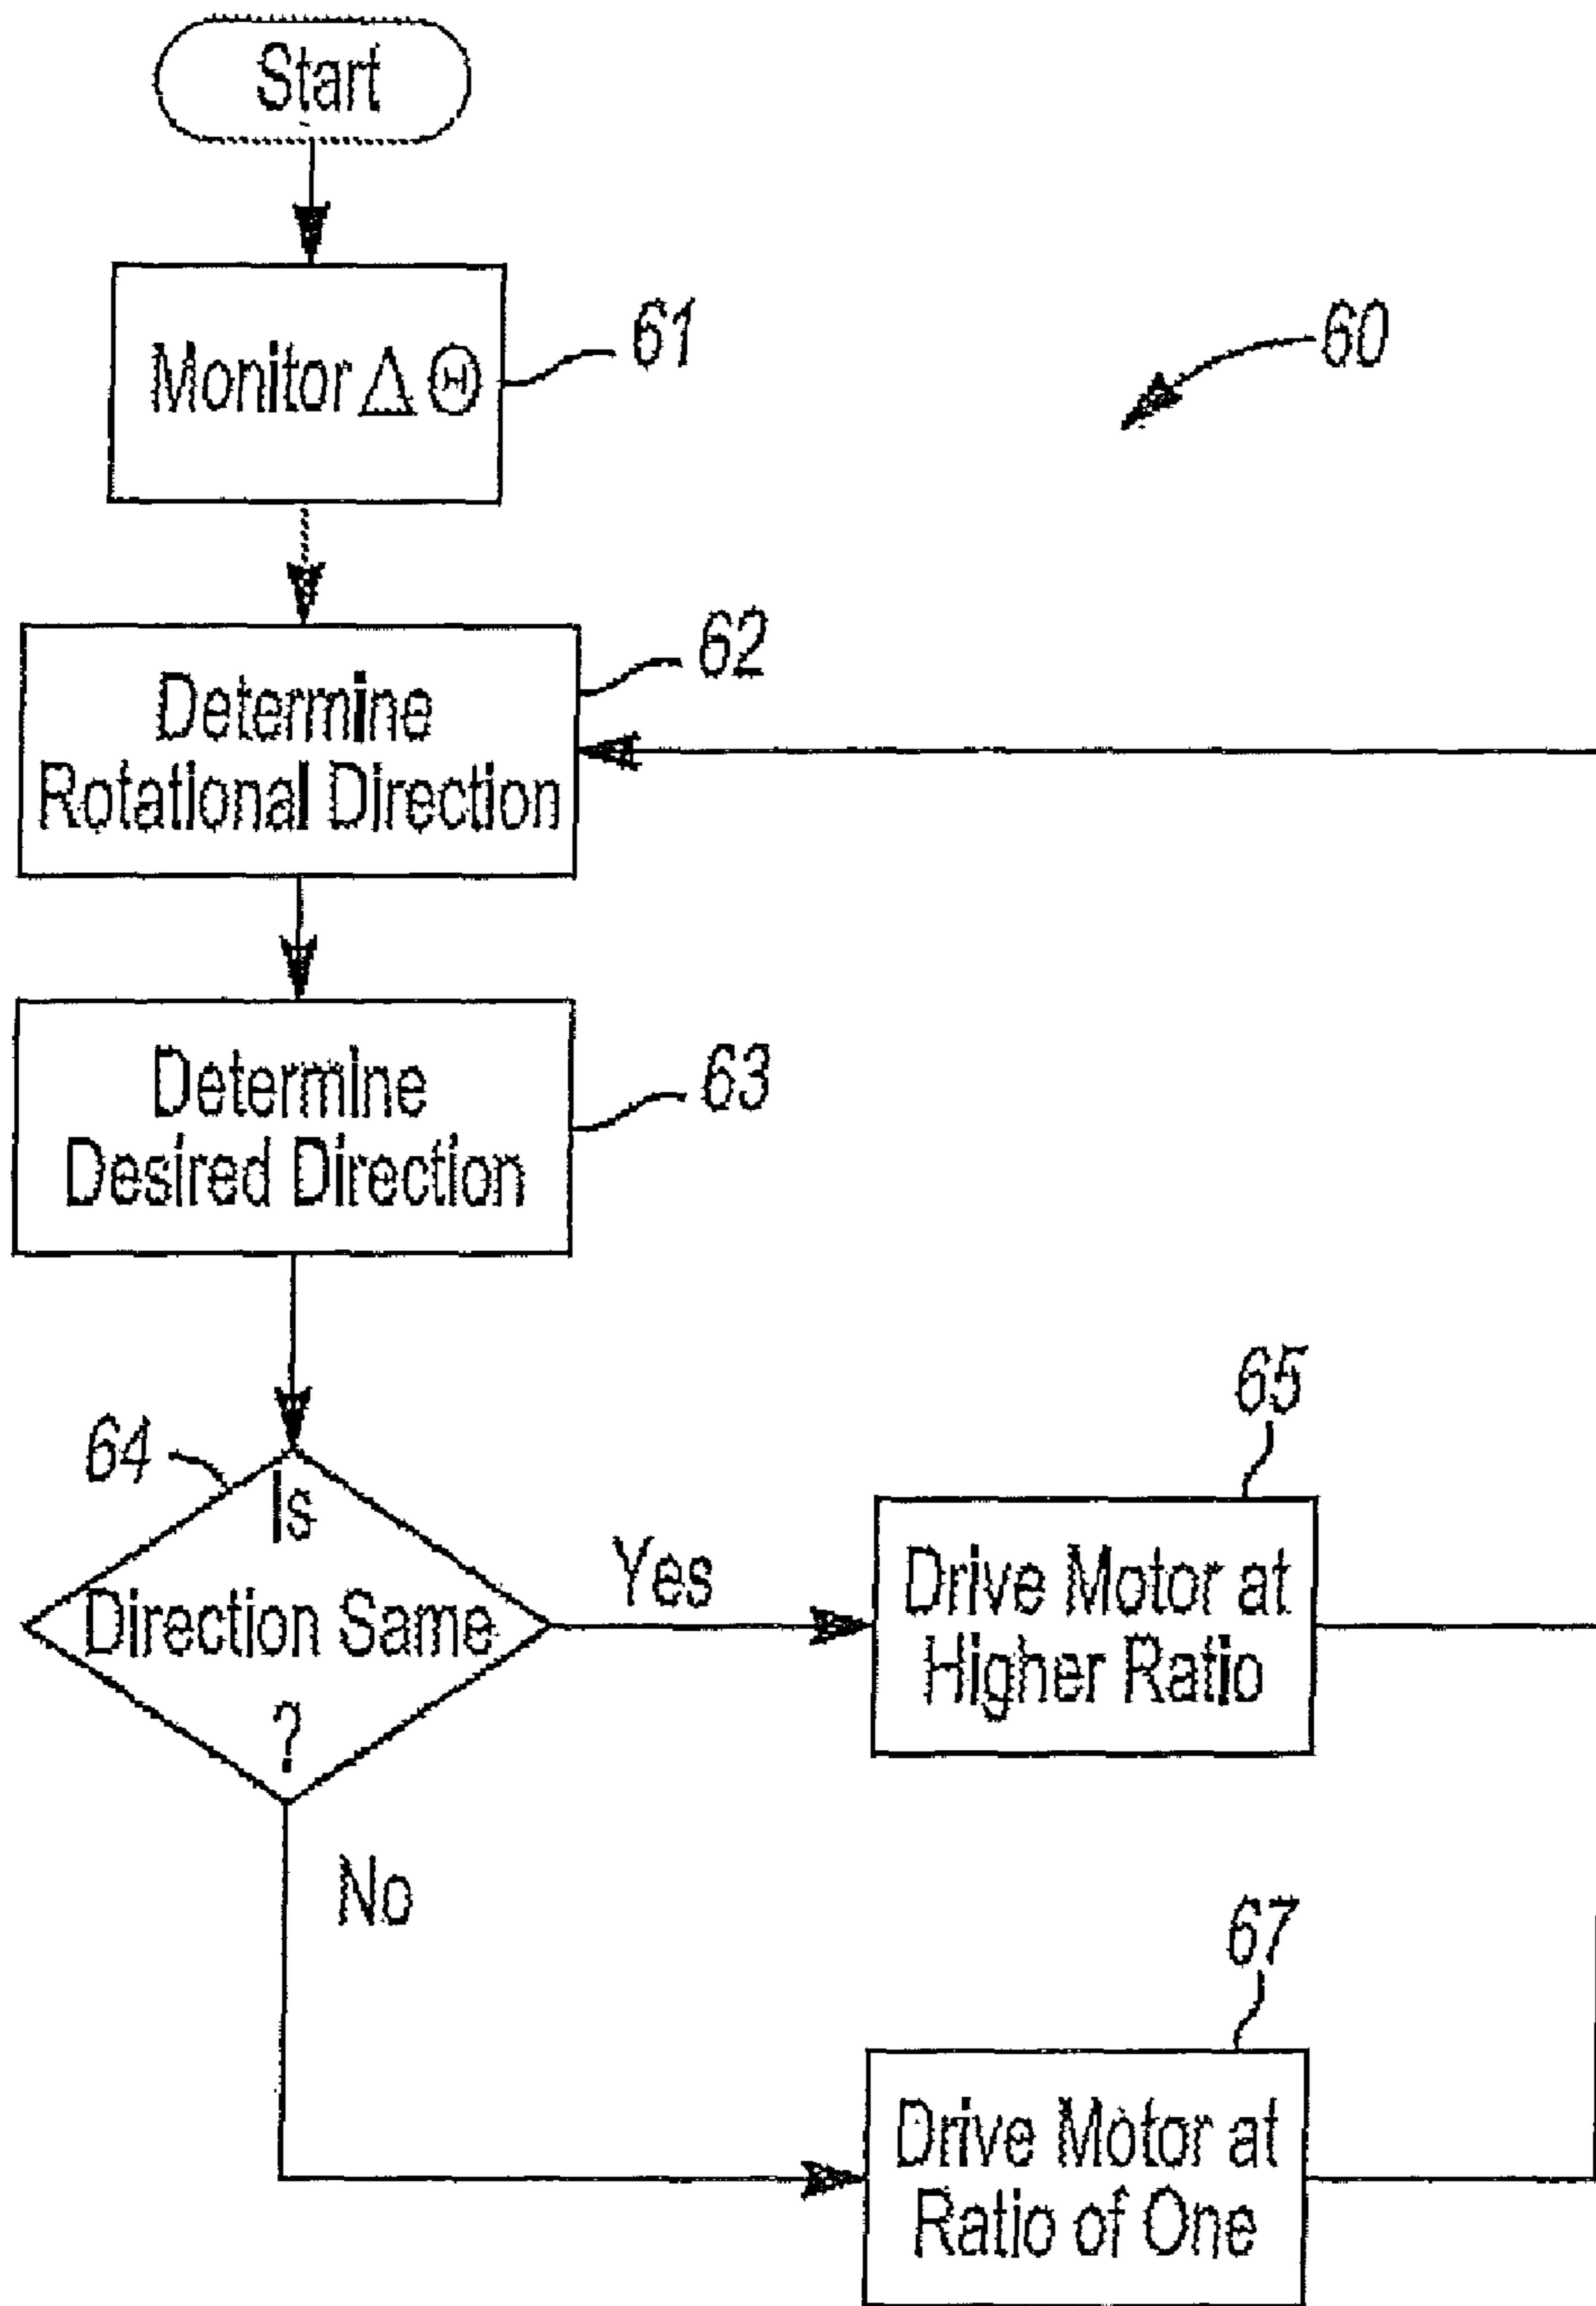 Start
Monitor ΔΘ
61
60
62
Determine
Rotational Direction
63
Determine
Desired Direction
64
Is
Direction Same
?
Yes
65
Drive Motor at
Higher Ratio
No
67
Drive Motor at
Ratio of One